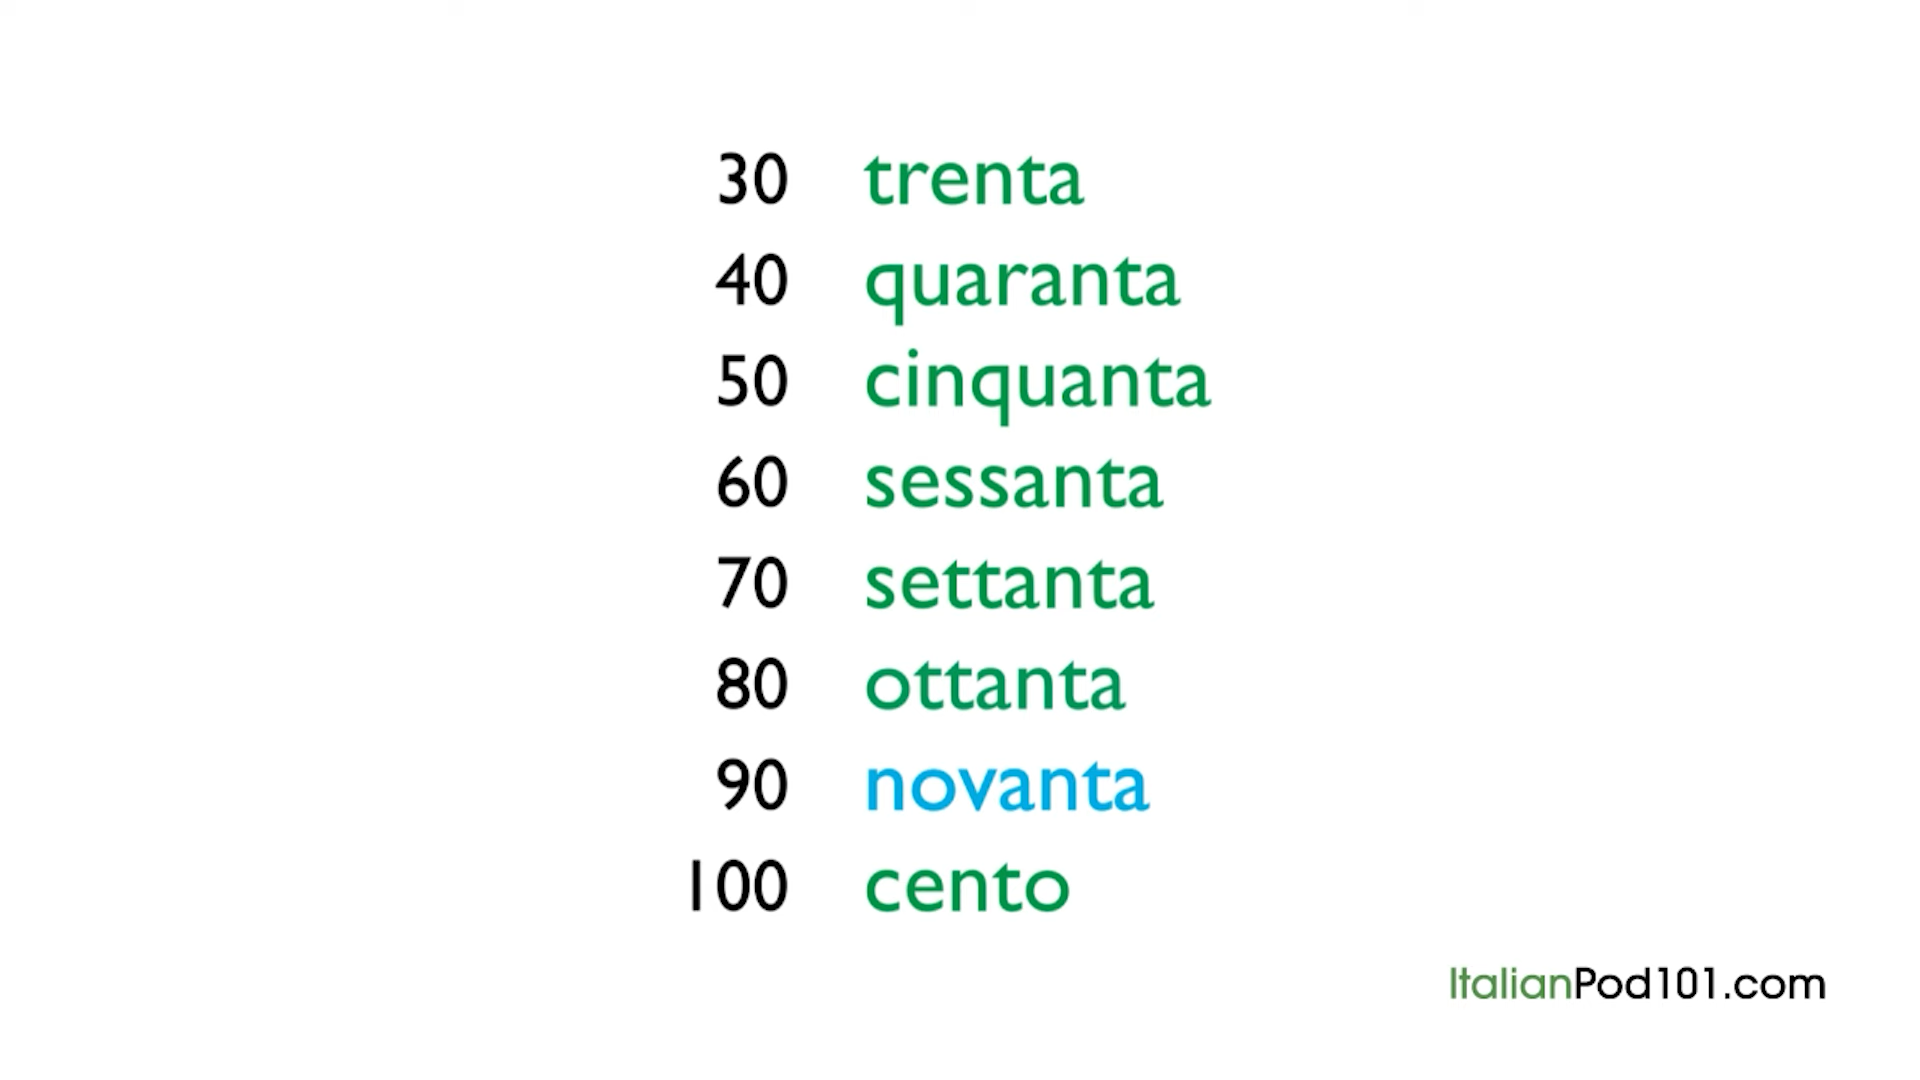 30 trenta
40 quaranta
50 cinquanta
60 sessanta
70 settanta
80 ottanta
90 novanta
100 cento
ItalianPod101.com